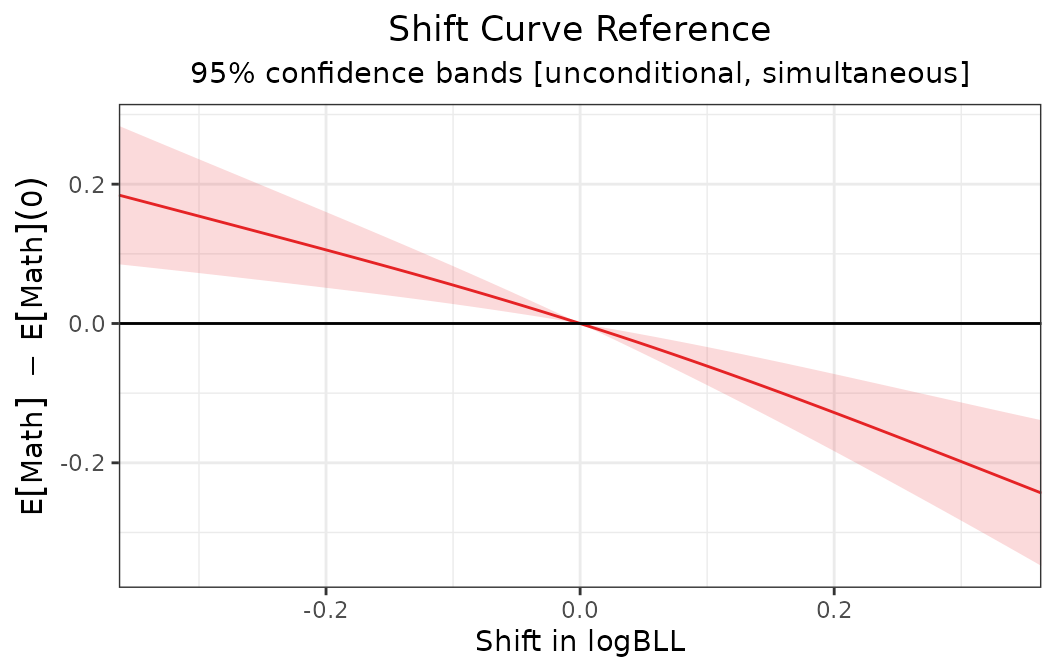 Shift Curve Reference
95% confidence bands [unconditional, simultaneous]
E[Math] − E[Math](0)
0.2
0.0
-0.2
-0.2
0.0
0.2
Shift in logBLL